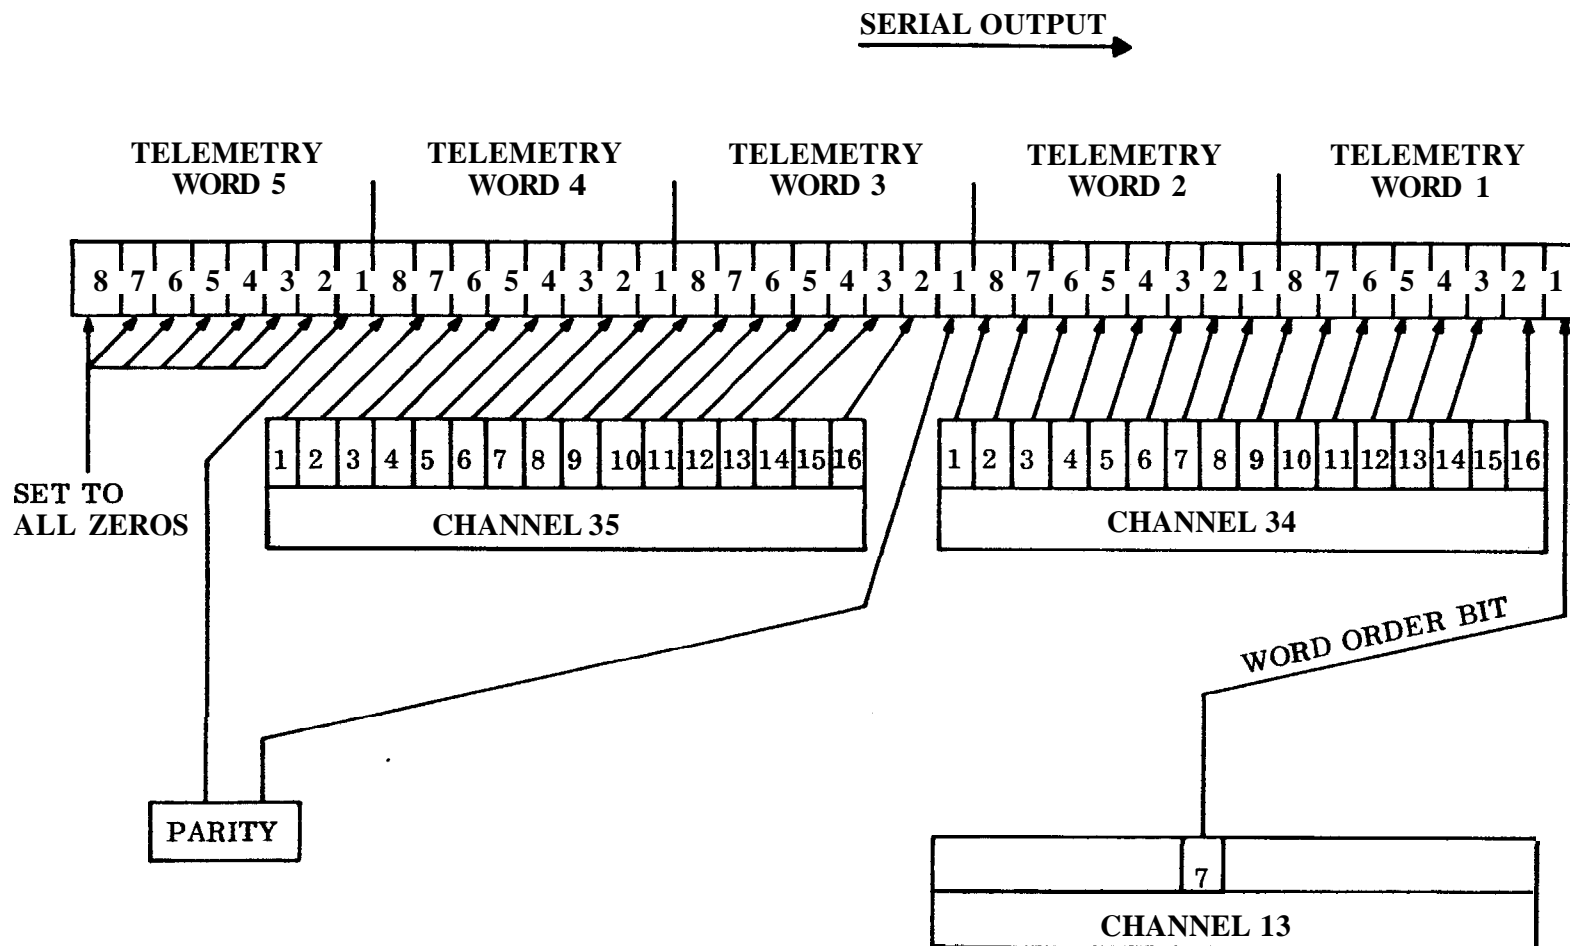 SERIAL OUTPUT
TELEMETRY WORD 5
TELEMETRY WORD 4
TELEMETRY WORD 3
TELEMETRY WORD 2
TELEMETRY WORD 1
8 7 6 5 4 3 2 1 8 7 6 5 4 3 2 1 8 7 6 5 4 3 2 1 8 7 6 5 4 3 2 1 8 7 6 5 4 3 2 1
1 2 3 4 5 6 7 8 9 10 11 12 13 14 15 16
1 2 3 4 5 6 7 8 9 10 11 12 13 14 15 16
SET TO
ALL ZEROS
CHANNEL 35
CHANNEL 34
WORD ORDER BIT
PARITY
7
CHANNEL 13